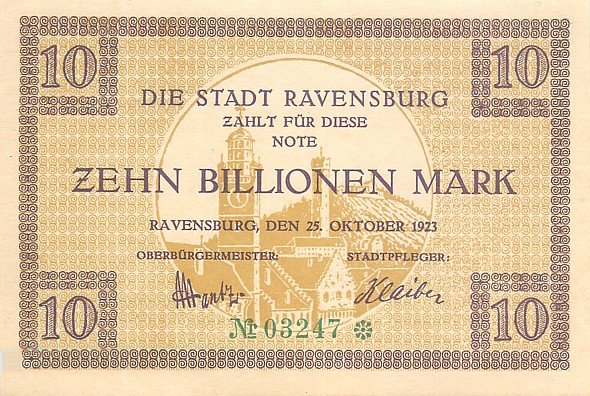 10 10
DIE STADT RAVENSBURG
ZAHLT FÜR DIESE
NOTE
ZEHN BILLIONEN MARK
RAVENSBURG, DEN 25. OKTOBER 1923
OBERBÜRGERMEISTER: STADTPFLEGER:
Klaiber
10 10
№ 03247